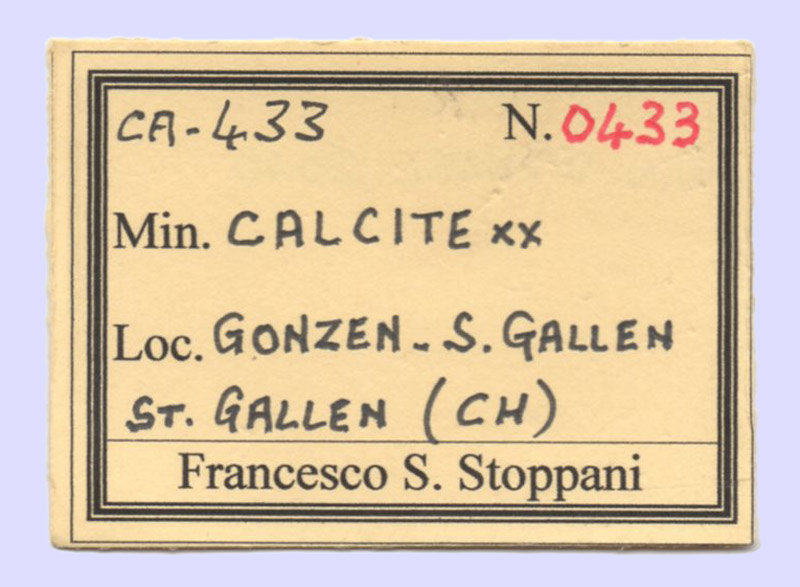 CA-433 N. 0433
Min. CALCITE xx
Loc. GONZEN - S. GALLEN
ST. GALLEN (CH)
Francesco S. Stoppani